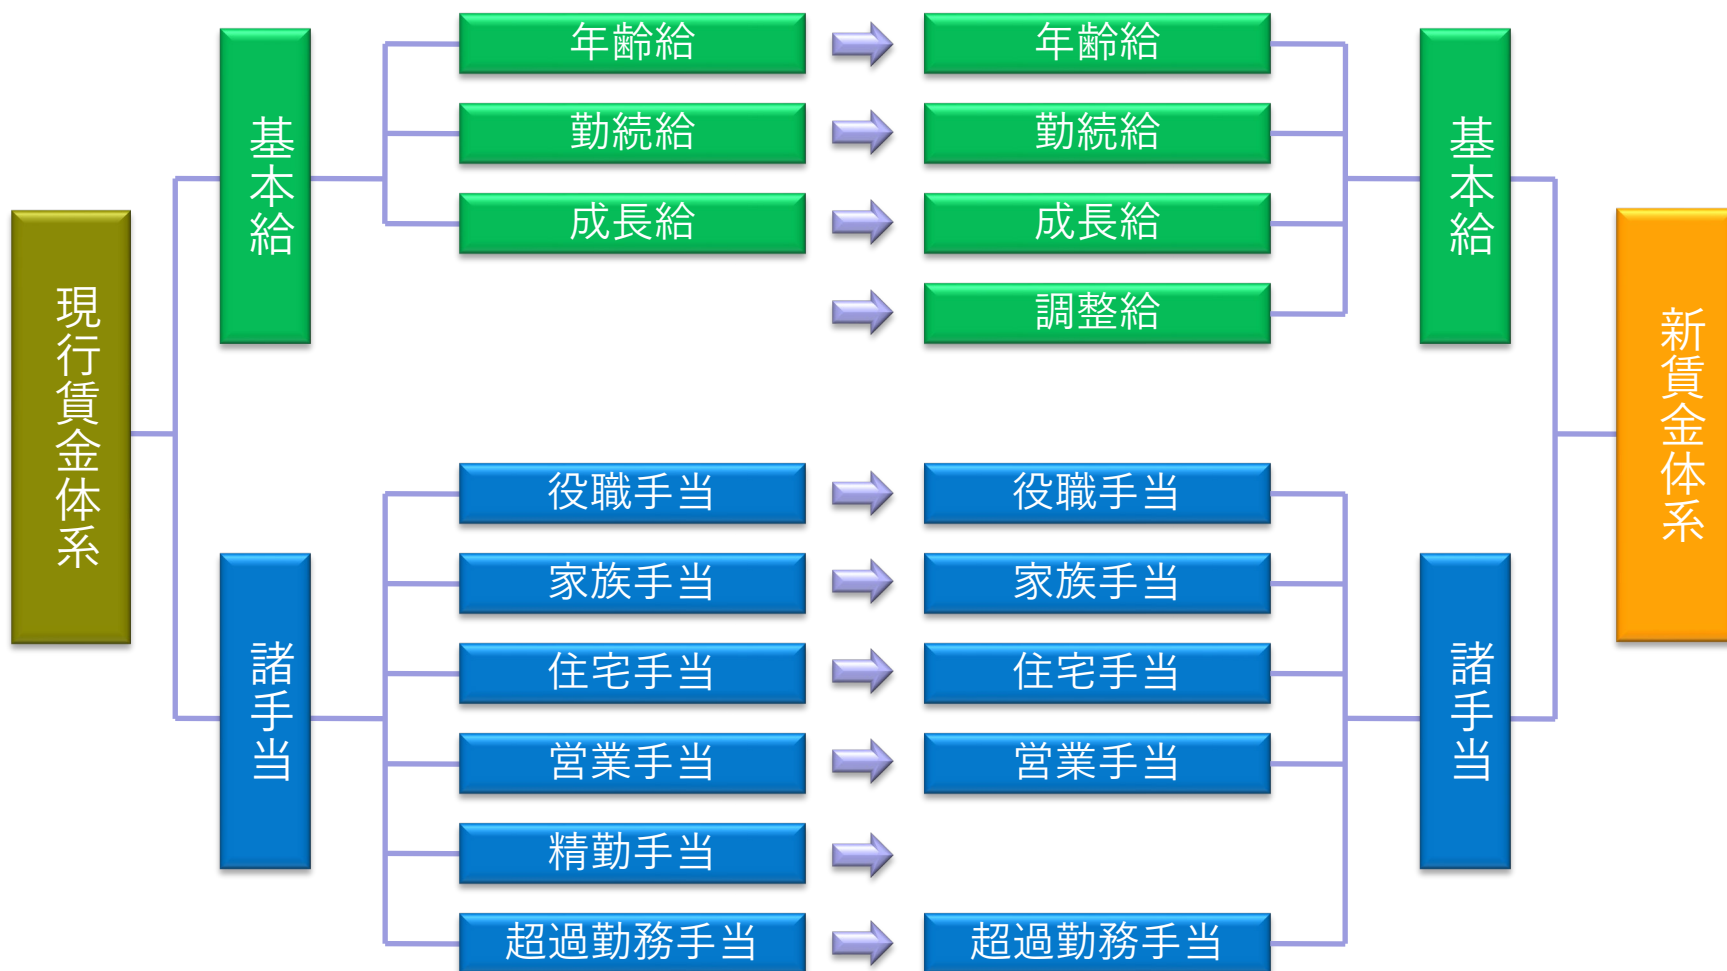 現行賃金体系
基本給
年齢給
勤続給
成長給
諸手当
役職手当
家族手当
住宅手当
営業手当
精勤手当
超過勤務手当
年齢給
勤続給
成長給
調整給
基本給
役職手当
家族手当
住宅手当
営業手当
超過勤務手当
諸手当
新賃金体系